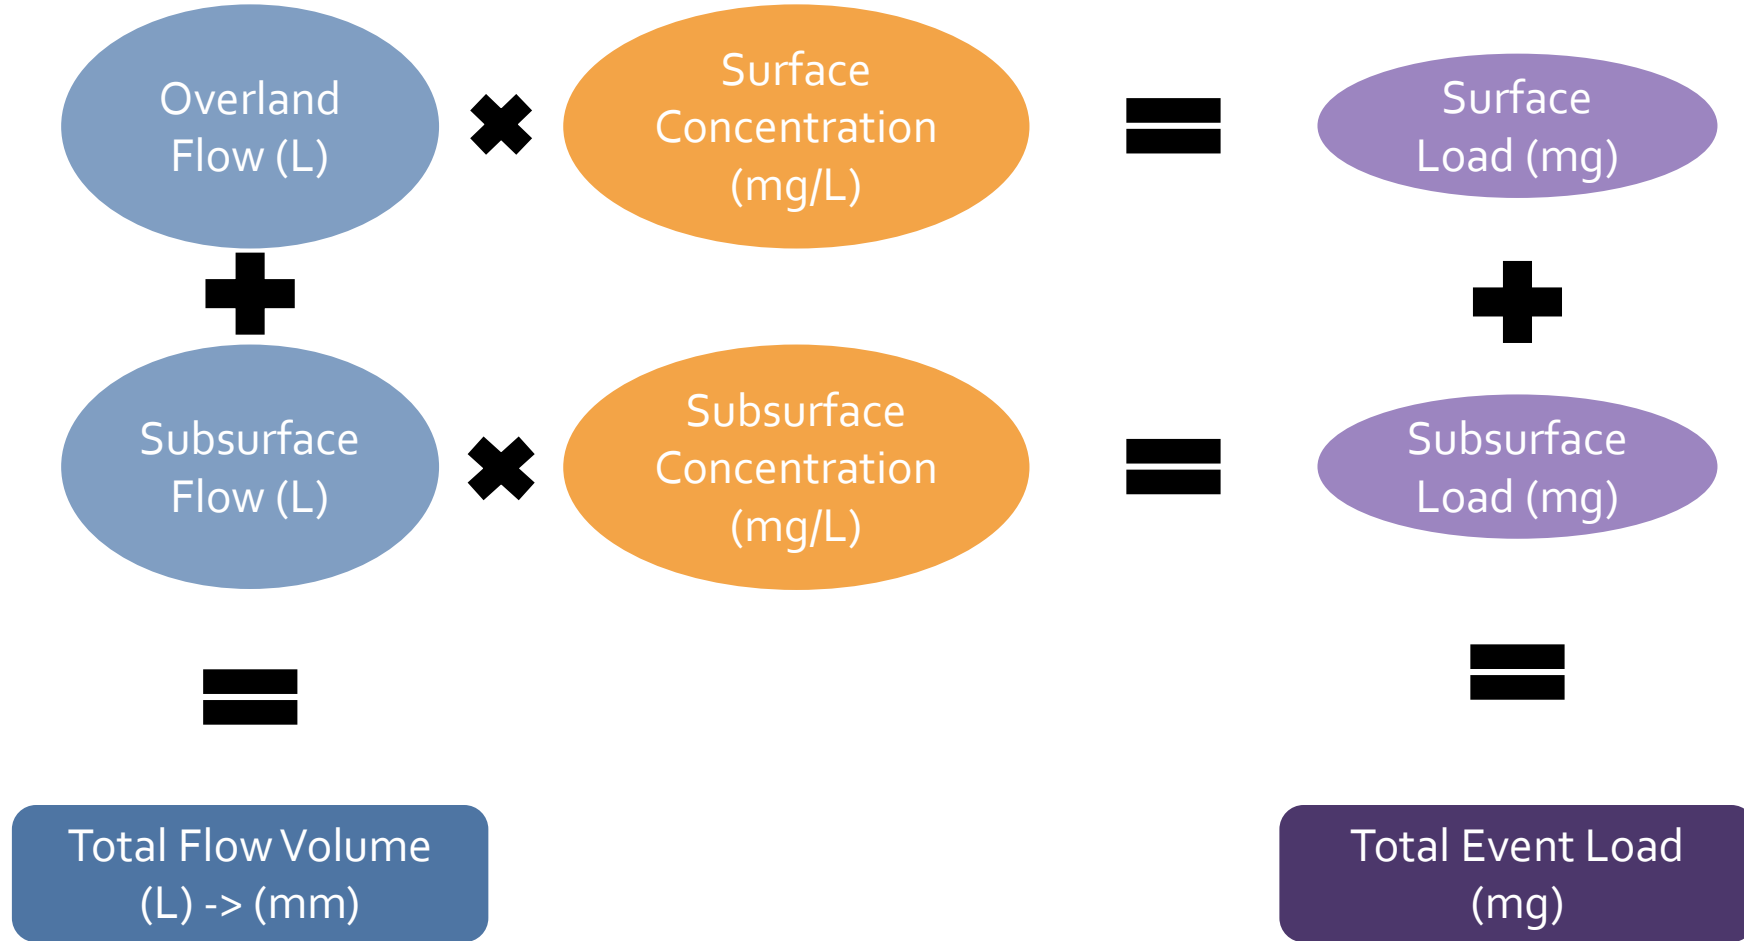 Overland
Flow (L)
Surface
Concentration
(mg/L)
Surface
Load (mg)
Subsurface
Flow (L)
Subsurface
Concentration
(mg/L)
Subsurface
Load (mg)
Total Flow Volume
(L) -> (mm)
Total Event Load
(mg)